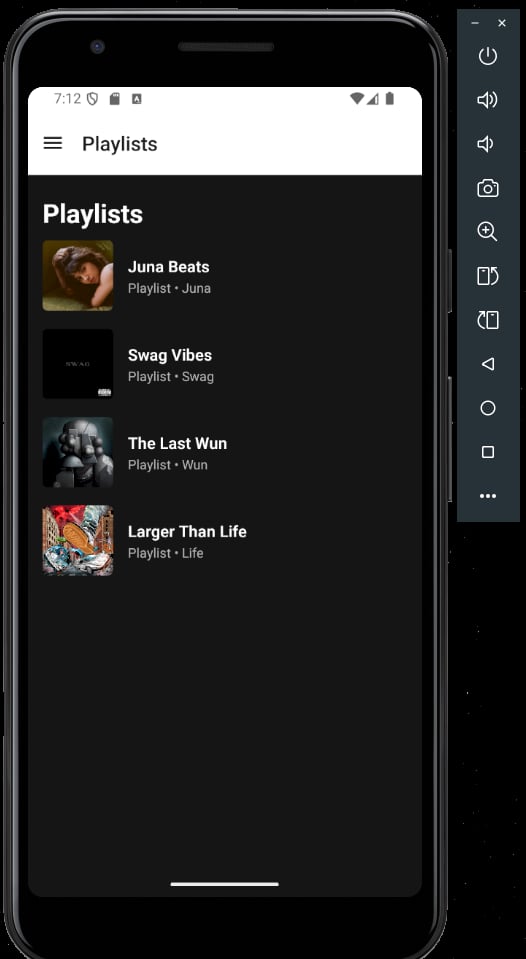 7:12
Playlists
Playlists
Juna Beats
Playlist • Juna
SWAG
Swag Vibes
Playlist • Swag
The Last Wun
Playlist • Wun
Larger Than Life
Playlist • Life